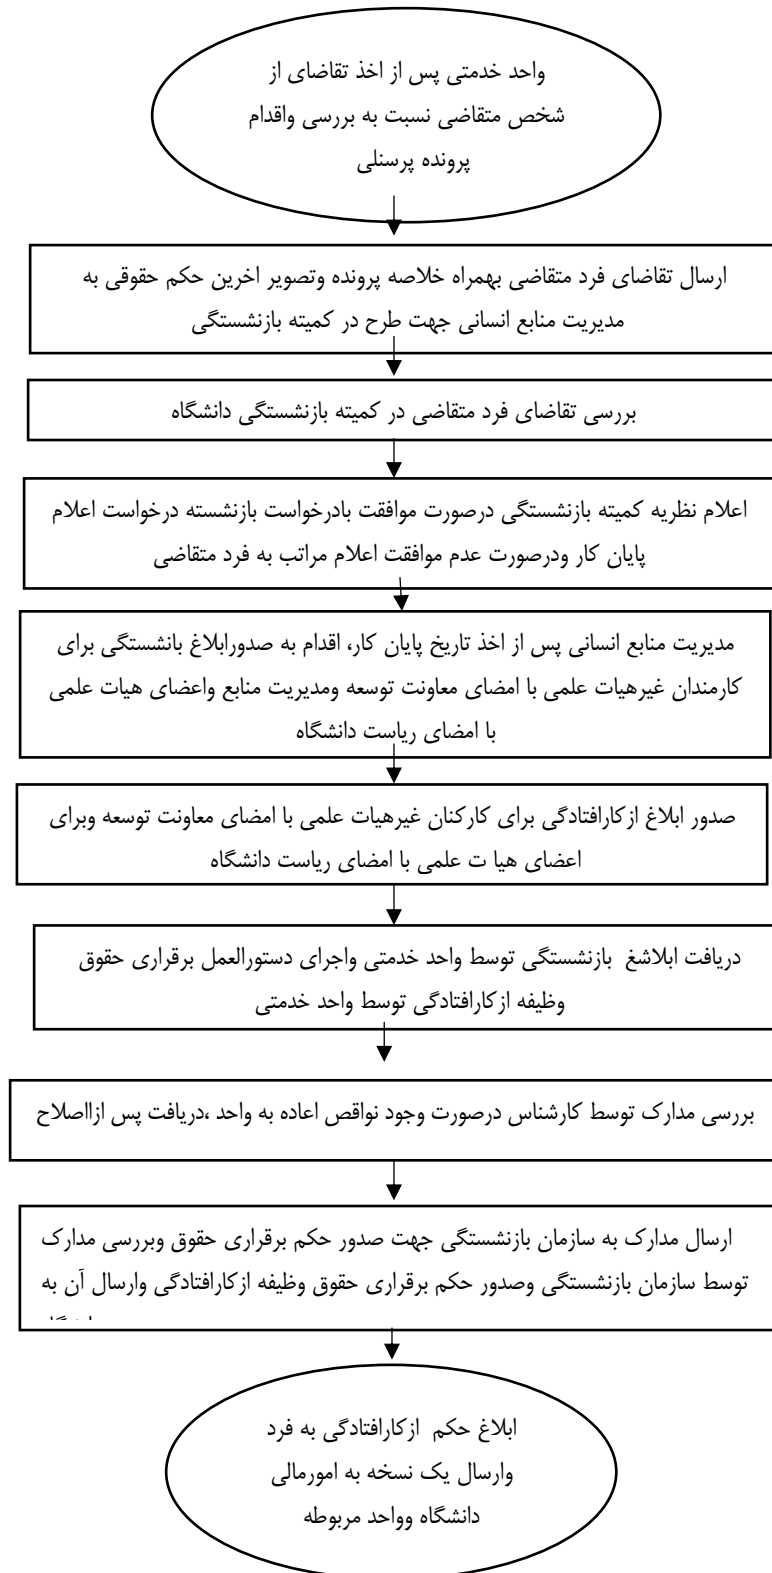 واحد خدمتی پس از اخذ تقاضای از
شخص متقاضی نسبت به بررسی واقدام
پرونده پرسنلی
ارسال تقاضای فرد متقاضی بهمراه خلاصه پرونده وتصویر اخرین حکم حقوقی به
مدیریت منابع انسانی جهت طرح در کمیته بازنشستگی
بررسی تقاضای فرد متقاضی در کمیته بازنشستگی دانشگاه
اعلام نظریه کمیته بازنشستگی درصورت موافقت بادرخواست بازنشسته درخواست اعلام
پایان کار ودرصورت عدم موافقت اعلام مراتب به فرد متقاضی
مدیریت منابع انسانی پس از اخذ تاریخ پایان کار، اقدام به صدورابلاغ بانشستگی برای
کارمندان غیرهیات علمی با امضای معاونت توسعه ومدیریت منابع واعضای هیات علمی
با امضای ریاست دانشگاه
صدور ابلاغ ازکارافتادگی برای کارکنان غیرهیات علمی با امضای معاونت توسعه وبرای
اعضای هیا ت علمی با امضای ریاست دانشگاه
دریافت ابلاشغ بازنشستگی توسط واحد خدمتی واجرای دستورالعمل برقراری حقوق
وظیفه ازکارافتادگی توسط واحد خدمتی
بررسی مدارک توسط کارشناس درصورت وجود نواقص اعاده به واحد ،دریافت پس ازااصلاح
ارسال مدارک به سازمان بازنشستگی جهت صدور حکم برقراری حقوق وبررسی مدارک
توسط سازمان بازنشستگی وصدور حکم برقراری حقوق وظیفه ازکارافتادگی وارسال آن به
ابلاغ حکم ازکارافتادگی به فرد
وارسال یک نسخه به امورمالی
دانشگاه وواحد مربوطه